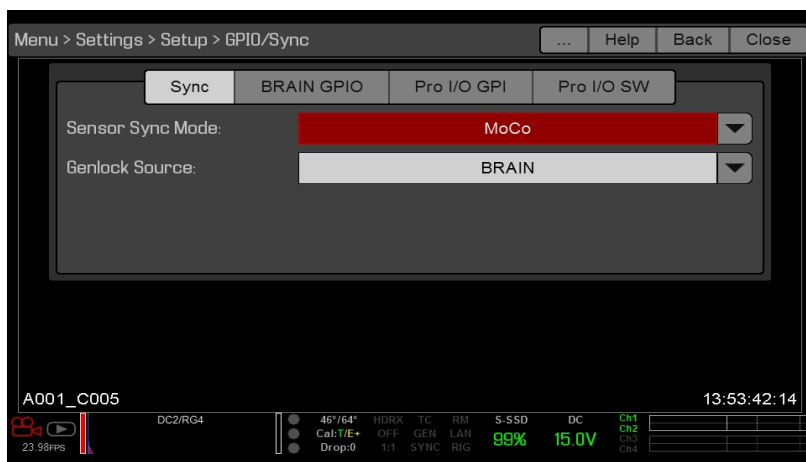 Menu > Settings > Setup > GPIO/Sync ... Help Back Close
Sync BRAIN GPIO Pro I/O GPI Pro I/O SW
Sensor Sync Mode: MoCo
Genlock Source: BRAIN
A001_C005 13:53:42:14
DC2/RG4 46°/64° HDRX TC RM S-SSD DC Ch1
Ch2
Cal:T/E+ OFF GEN LAN 99% 15.0V Ch3
23.98FPS Drop:0 1:1 SYNC RIG Ch4